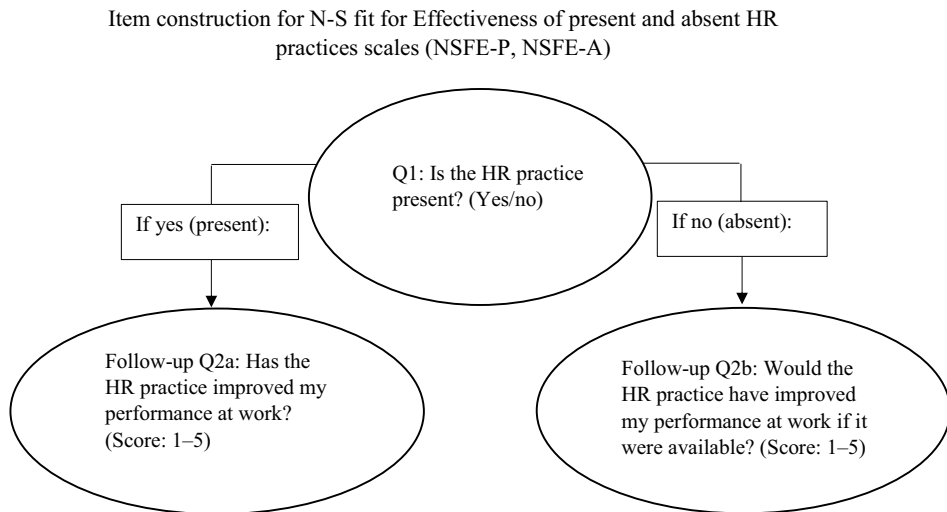 Item construction for N-S fit for Effectiveness of present and absent HR
practices scales (NSFE-P, NSFE-A)
Q1: Is the HR practice
present? (Yes/no)
If yes (present):
If no (absent):
Follow-up Q2a: Has the
HR practice improved my
performance at work?
(Score: 1–5)
Follow-up Q2b: Would the
HR practice have improved
my performance at work if it
were available? (Score: 1–5)